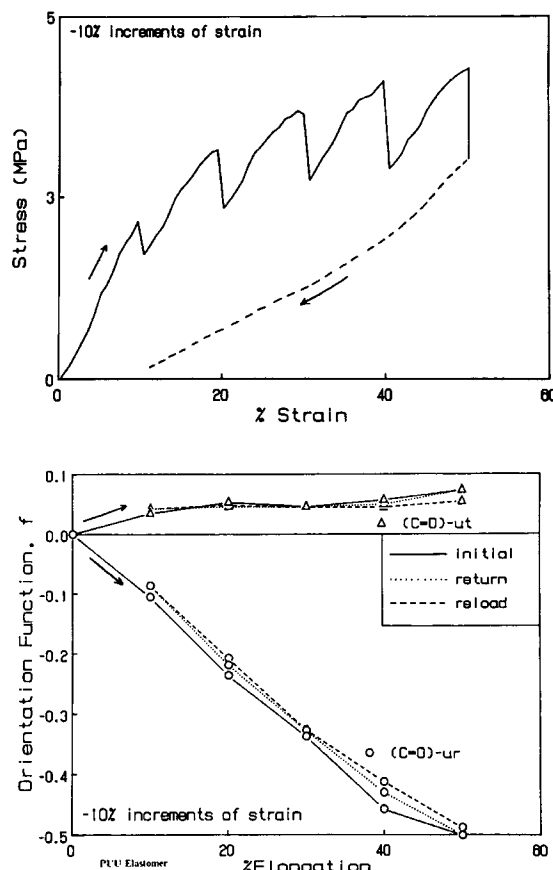 -10% increments of strain
5
3
0
Stress (MPa)
0 20 40 60
% Strain
0.1
0.0
-0.1
-0.2
-0.3
-0.4
-0.5
Orientation Function, f
△ (C=O)-ut
initial
return
reload
○ (C=O)-ur
-10% increments of strain
0 20 40 60
PUU Elastomer
%Elongation